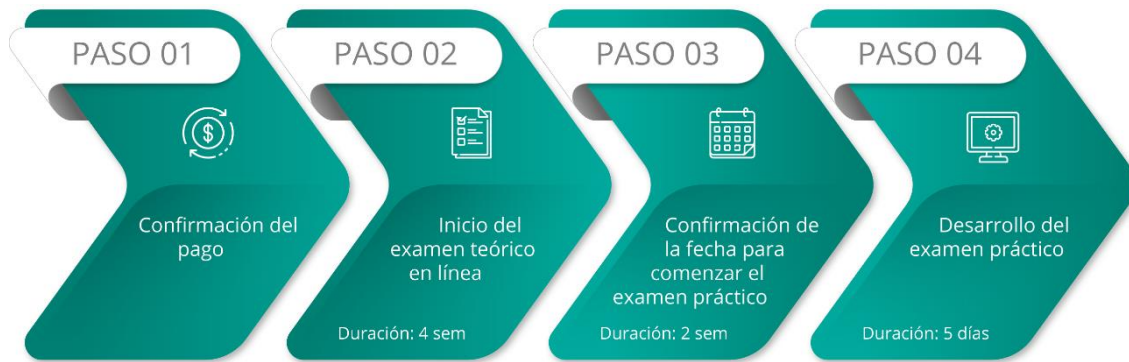 PASO 01
Confirmación del
pago
PASO 02
Inicio del
examen teórico
en línea
Duración: 4 sem
PASO 03
Confirmación de
la fecha para
comenzar el
examen práctico
Duración: 2 sem
PASO 04
Desarrollo del
examen práctico
Duración: 5 días